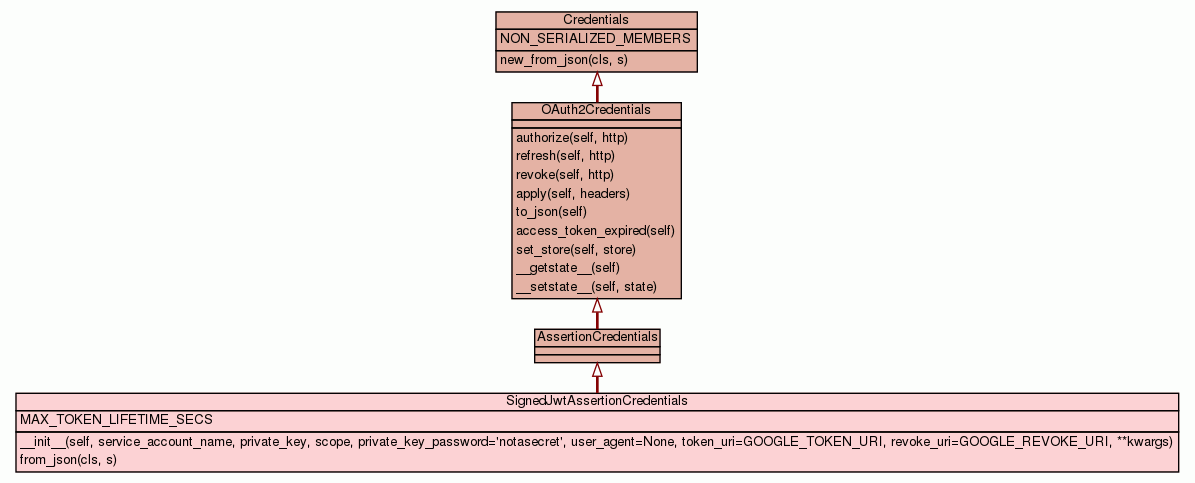 Credentials
NON_SERIALIZED_MEMBERS
new_from_json(cls, s)
OAuth2Credentials
authorize(self, http)
refresh(self, http)
revoke(self, http)
apply(self, headers)
to_json(self)
access_token_expired(self)
set_store(self, store)
__getstate__(self)
__setstate__(self, state)
AssertionCredentials
SignedJwtAssertionCredentials
MAX_TOKEN_LIFETIME_SECS
__init__(self, service_account_name, private_key, scope, private_key_password='notasecret', user_agent=None, token_uri=GOOGLE_TOKEN_URI, revoke_uri=GOOGLE_REVOKE_URI, **kwargs)
from_json(cls, s)